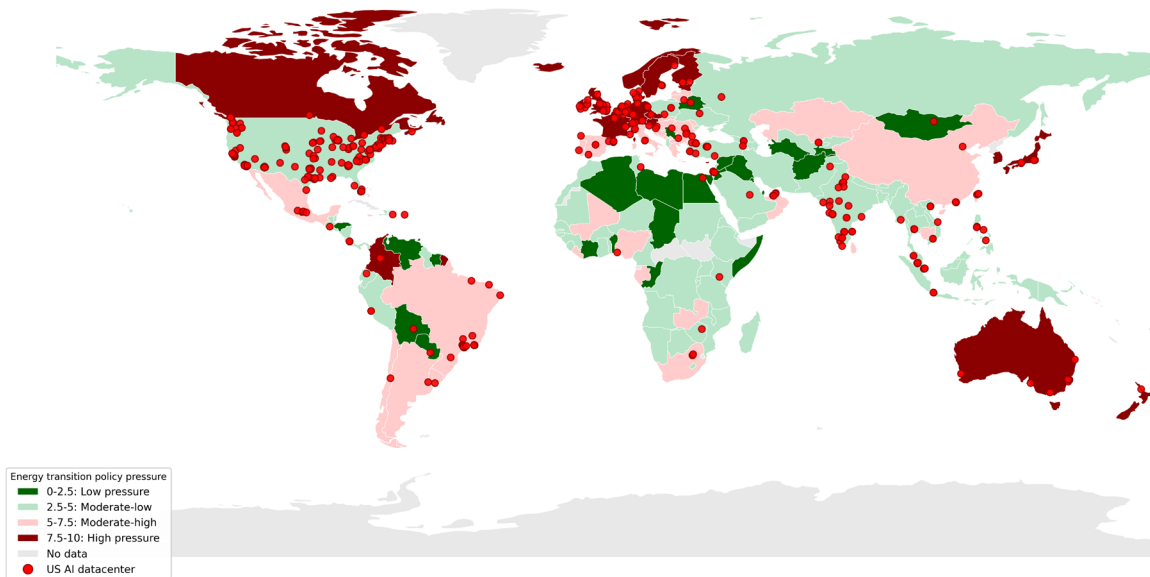 Energy transition policy pressure
0-2.5: Low pressure
2.5-5: Moderate-low
5-7.5: Moderate-high
7.5-10: High pressure
No data
US AI datacenter